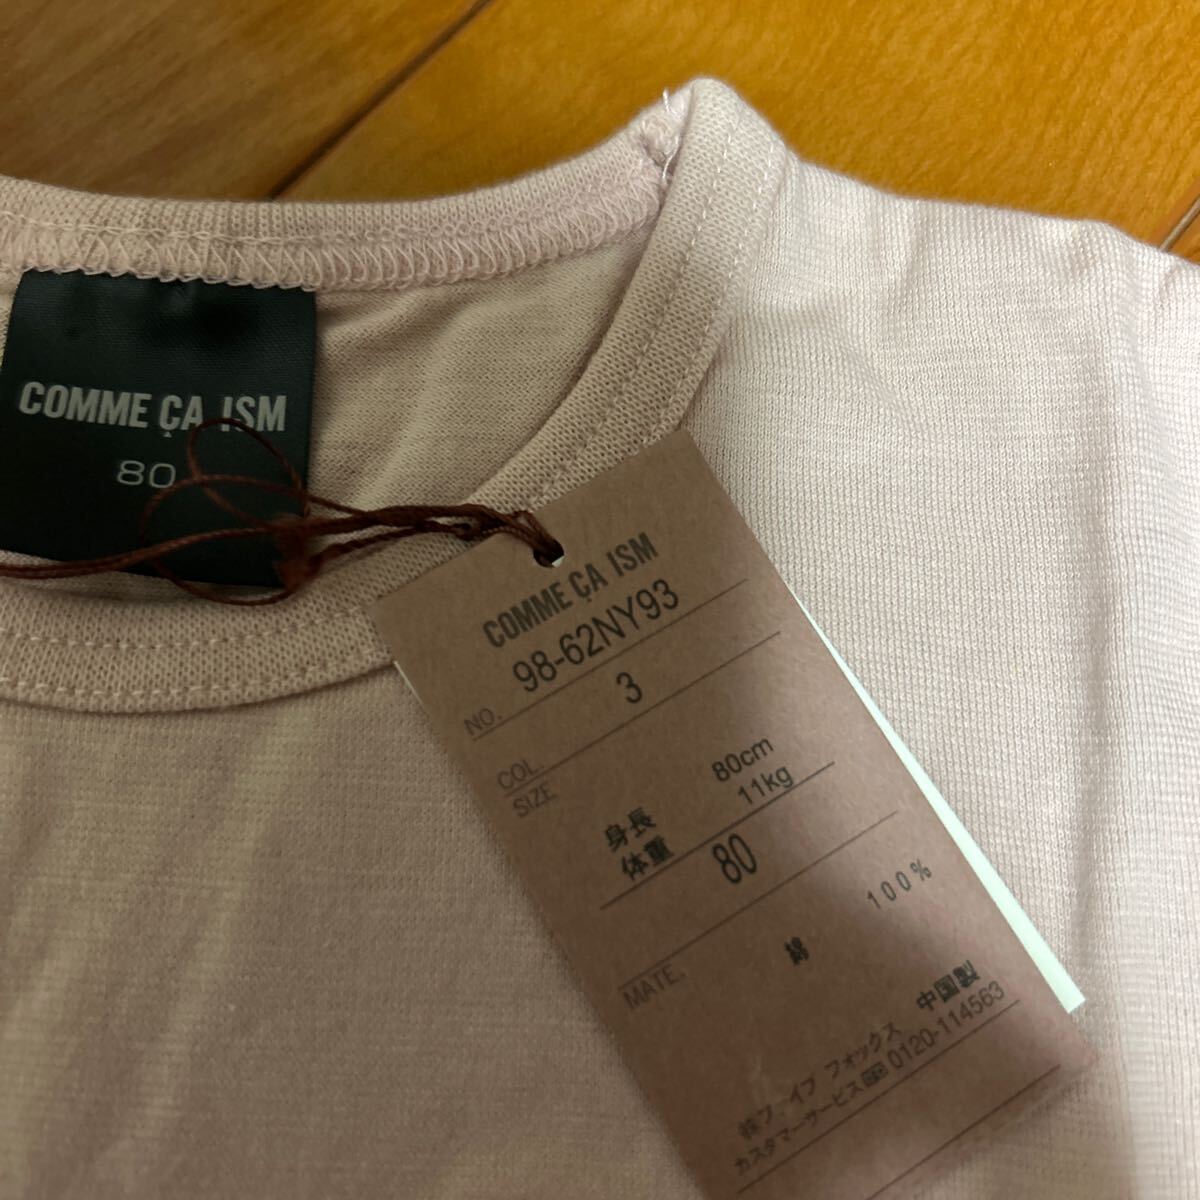 COMME ÇA ISM
80
COMME ÇA ISM
NO. 98-62NY93
COL. 3
SIZE
身長 80cm
体重 11kg
80
MATE. 綿 100%
中国製
㈱ファイブ フォックス
カスタマーサービス 0120-114563